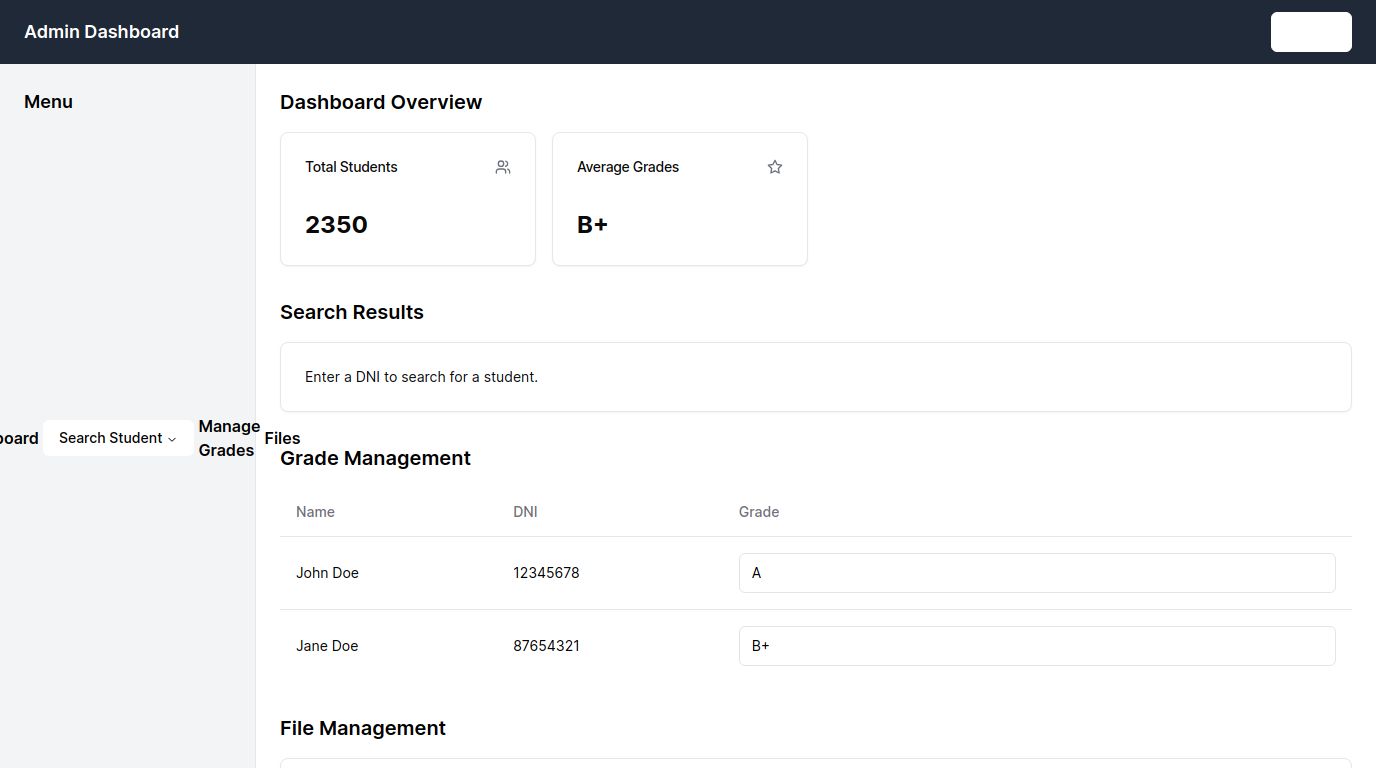 Admin Dashboard
Menu
board
Search Student
Manage
Grades
Files
Dashboard Overview
Total Students
2350
Average Grades
B+
Search Results
Enter a DNI to search for a student.
Grade Management
Name DNI Grade
John Doe 12345678 A
Jane Doe 87654321 B+
File Management